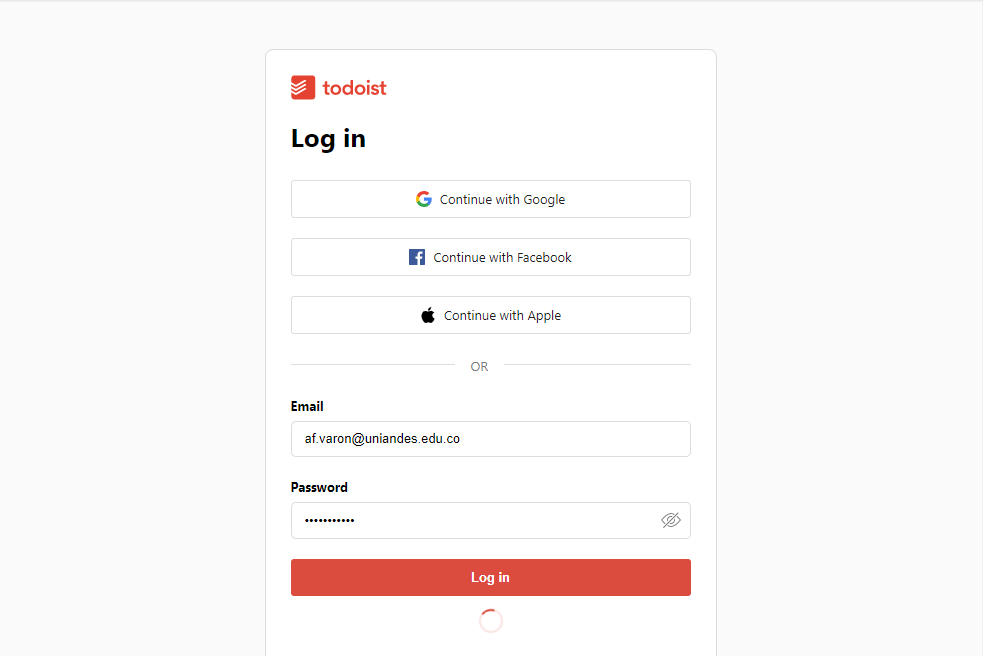 todoist
Log in
Continue with Google
Continue with Facebook
Continue with Apple
OR
Email
af.varon@uniandes.edu.co
Password
•••••••••••
Log in